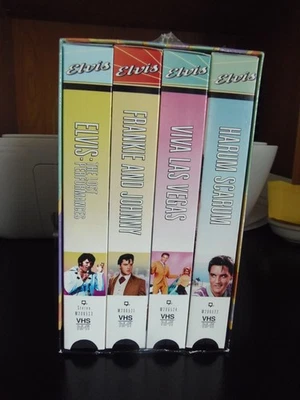 Elvis
ELVIS: THE LOST
PERFORMANCES
VHS
Elvis
FRANKIE AND JOHNNY
VHS
Elvis
VIVA LAS VEGAS
VHS
Elvis
HARUM SCARUM
VHS